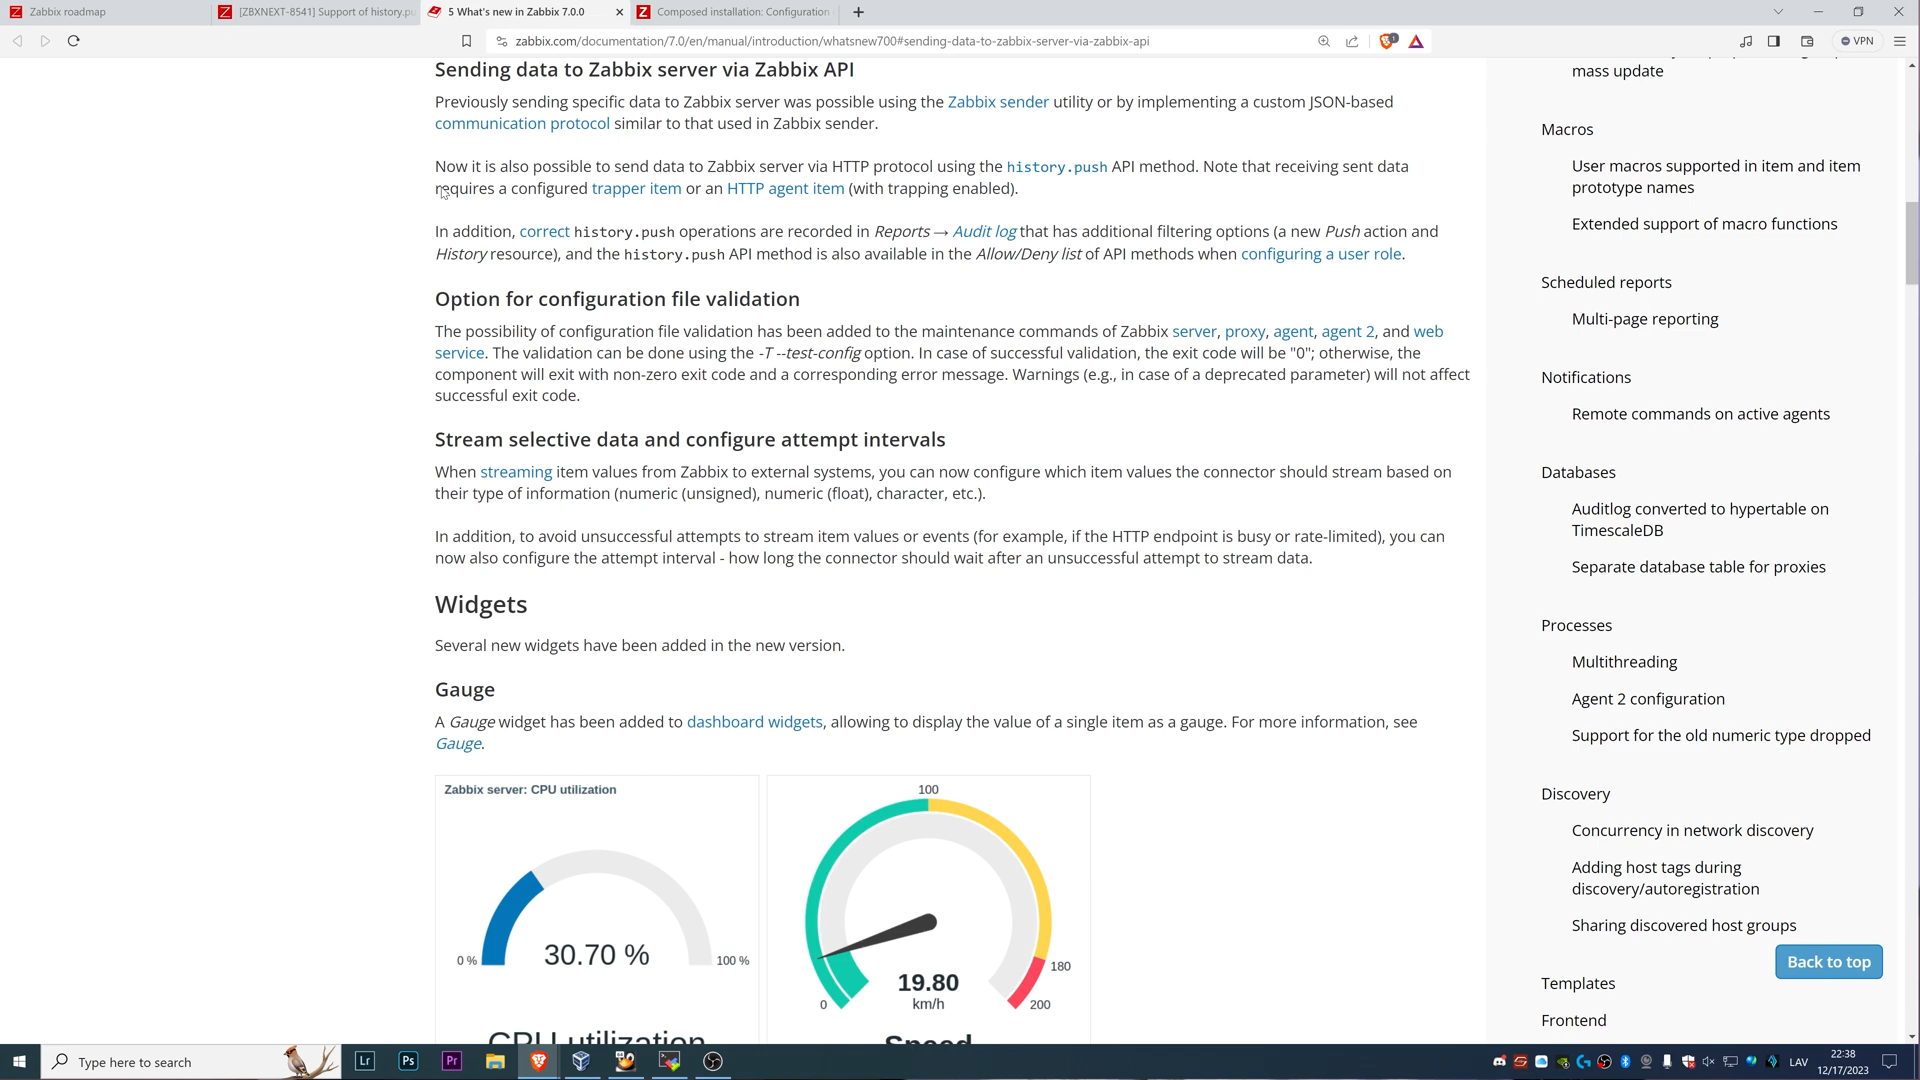 Zabbix roadmap
[ZBXNEXT-8541] Support of history.pu
5 What's new in Zabbix 7.0.0
Composed installation: Configuration
zabbix.com/documentation/7.0/en/manual/introduction/whatsnew700#sending-data-to-zabbix-server-via-zabbix-api
1
VPN
Sending data to Zabbix server via Zabbix API
Previously sending specific data to Zabbix server was possible using the Zabbix sender utility or by implementing a custom JSON-based
communication protocol similar to that used in Zabbix sender.
Now it is also possible to send data to Zabbix server via HTTP protocol using the history.push API method. Note that receiving sent data
requires a configured trapper item or an HTTP agent item (with trapping enabled).
In addition, correct history.push operations are recorded in Reports → Audit log that has additional filtering options (a new Push action and
History resource), and the history.push API method is also available in the Allow/Deny list of API methods when configuring a user role.
Option for configuration file validation
The possibility of configuration file validation has been added to the maintenance commands of Zabbix server, proxy, agent, agent 2, and web
service. The validation can be done using the -T --test-config option. In case of successful validation, the exit code will be "0"; otherwise, the
component will exit with non-zero exit code and a corresponding error message. Warnings (e.g., in case of a deprecated parameter) will not affect
successful exit code.
Stream selective data and configure attempt intervals
When streaming item values from Zabbix to external systems, you can now configure which item values the connector should stream based on
their type of information (numeric (unsigned), numeric (float), character, etc.).
In addition, to avoid unsuccessful attempts to stream item values or events (for example, if the HTTP endpoint is busy or rate-limited), you can
now also configure the attempt interval - how long the connector should wait after an unsuccessful attempt to stream data.
Widgets
Several new widgets have been added in the new version.
Gauge
A Gauge widget has been added to dashboard widgets, allowing to display the value of a single item as a gauge. For more information, see
Gauge.
Zabbix server: CPU utilization
0 %
30.70 %
100 %
CPU utilization
100
180
19.80
km/h
0
200
Speed
mass update
Macros
User macros supported in item and item
prototype names
Extended support of macro functions
Scheduled reports
Multi-page reporting
Notifications
Remote commands on active agents
Databases
Auditlog converted to hypertable on
TimescaleDB
Separate database table for proxies
Processes
Multithreading
Agent 2 configuration
Support for the old numeric type dropped
Discovery
Concurrency in network discovery
Adding host tags during
discovery/autoregistration
Sharing discovered host groups
Back to top
Templates
Frontend
Type here to search
Lr
Ps
Pr
LAV
22:38
12/17/2023